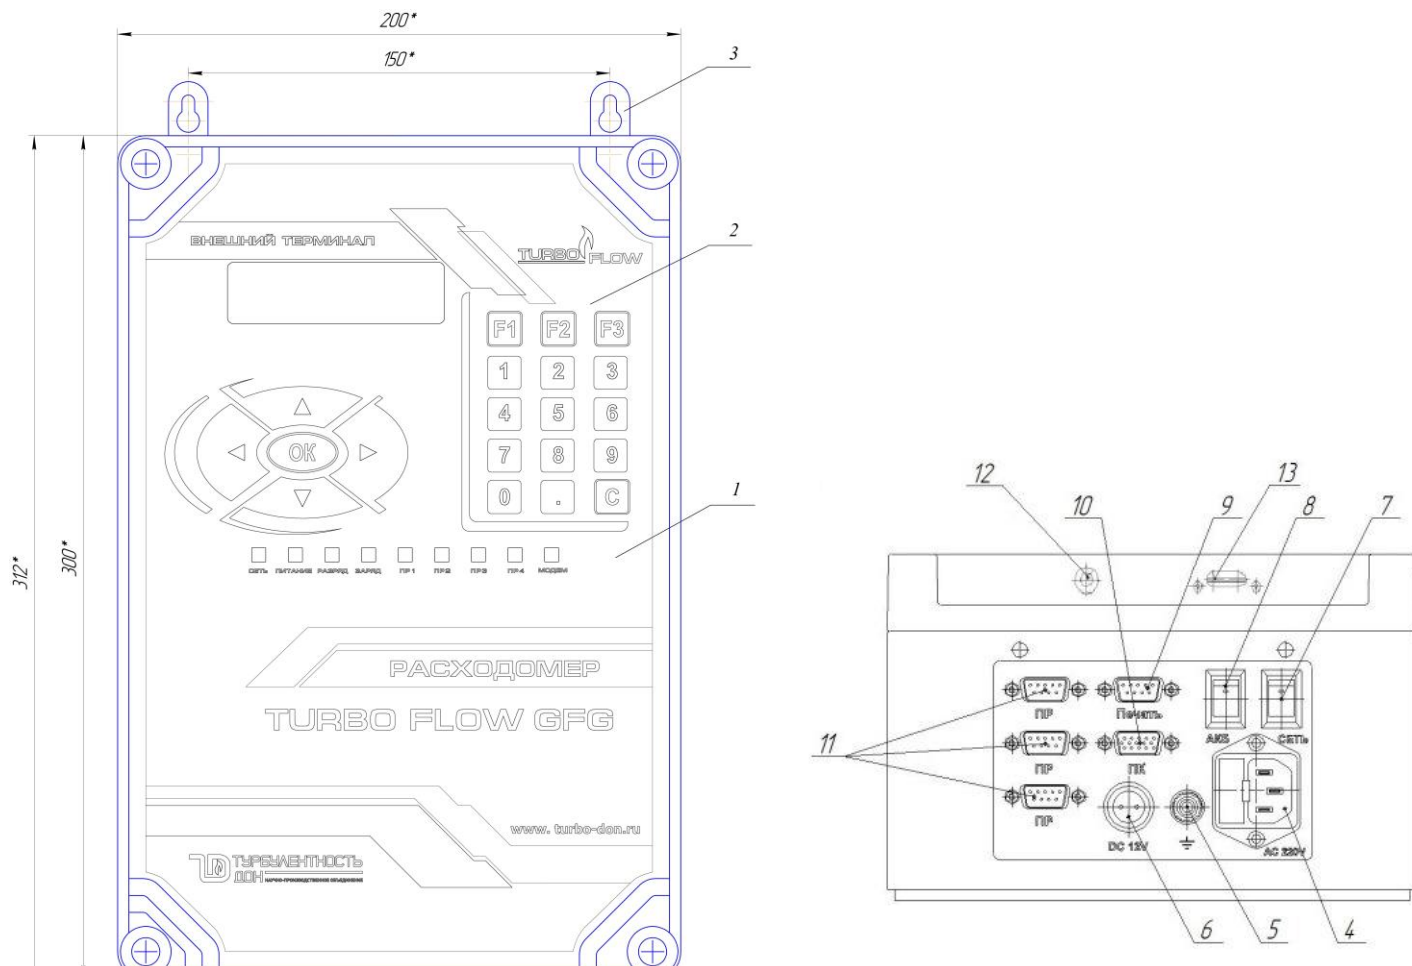 200*
150*
3
2
1
312*
300*
ВНЕШНИЙ ТЕРМИНАЛ
TURBO FLOW
F1 F2 F3
1 2 3
4 5 6
7 8 9
0 . C
OK
СЕТЬ ПИТАНИЕ РАЗРЯД ЗАРЯД ПР1 ПР2 ПР3 ПР4 МОДЕМ
РАСХОДОМЕР
TURBO FLOW GFG
www.turbo-don.ru
ТУРБУЛЕНТНОСТЬ
ДОН НАУЧНО-ПРОИЗВОДСТВЕННОЕ ОБЪЕДИНЕНИЕ
12 10 9 13 8 7
11
ПР Печать
АКБ СЕТЬ
ПР ПК
ПР
DC 12V
AC 220V
6 5 4